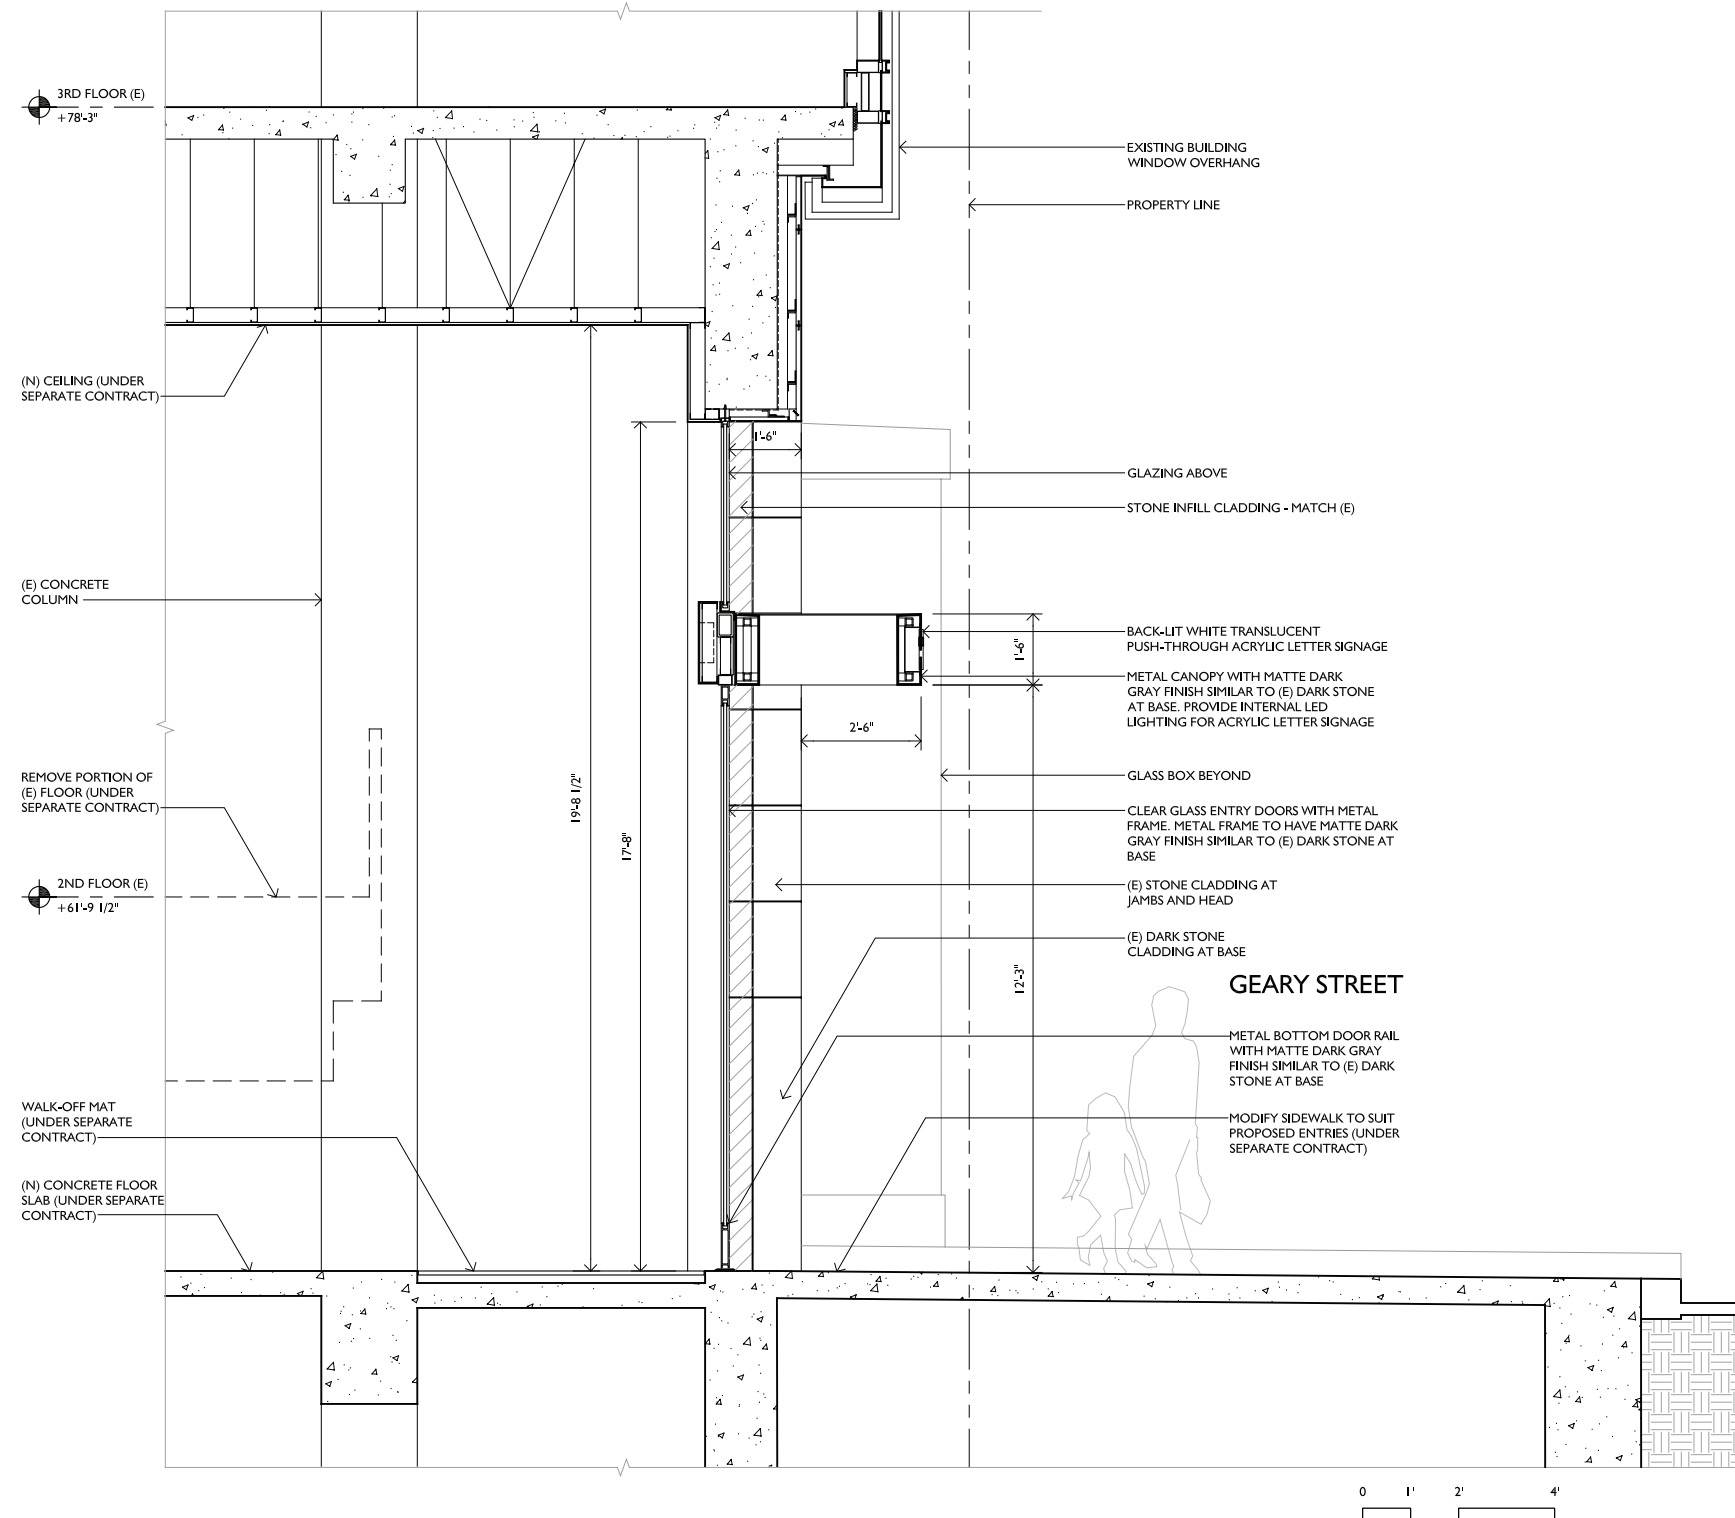 3RD FLOOR (E)
+78'-3"
(N) CEILING (UNDER
SEPARATE CONTRACT)
(E) CONCRETE
COLUMN
REMOVE PORTION OF
(E) FLOOR (UNDER
SEPARATE CONTRACT)
2ND FLOOR (E)
+61'-9 1/2"
WALK-OFF MAT
(UNDER SEPARATE
CONTRACT)
(N) CONCRETE FLOOR
SLAB (UNDER SEPARATE
CONTRACT)
19'-8 1/2"
17'-8"
1'-6"
2'-6"
1'-6"
12'-3"
EXISTING BUILDING
WINDOW OVERHANG
PROPERTY LINE
GLAZING ABOVE
STONE INFILL CLADDING - MATCH (E)
BACK-LIT WHITE TRANSLUCENT
PUSH-THROUGH ACRYLIC LETTER SIGNAGE
METAL CANOPY WITH MATTE DARK
GRAY FINISH SIMILAR TO (E) DARK STONE
AT BASE. PROVIDE INTERNAL LED
LIGHTING FOR ACRYLIC LETTER SIGNAGE
GLASS BOX BEYOND
CLEAR GLASS ENTRY DOORS WITH METAL
FRAME. METAL FRAME TO HAVE MATTE DARK
GRAY FINISH SIMILAR TO (E) DARK STONE AT
BASE
(E) STONE CLADDING AT
JAMBS AND HEAD
(E) DARK STONE
CLADDING AT BASE
GEARY STREET
METAL BOTTOM DOOR RAIL
WITH MATTE DARK GRAY
FINISH SIMILAR TO (E) DARK
STONE AT BASE
MODIFY SIDEWALK TO SUIT
PROPOSED ENTRIES (UNDER
SEPARATE CONTRACT)
0 1' 2' 4'